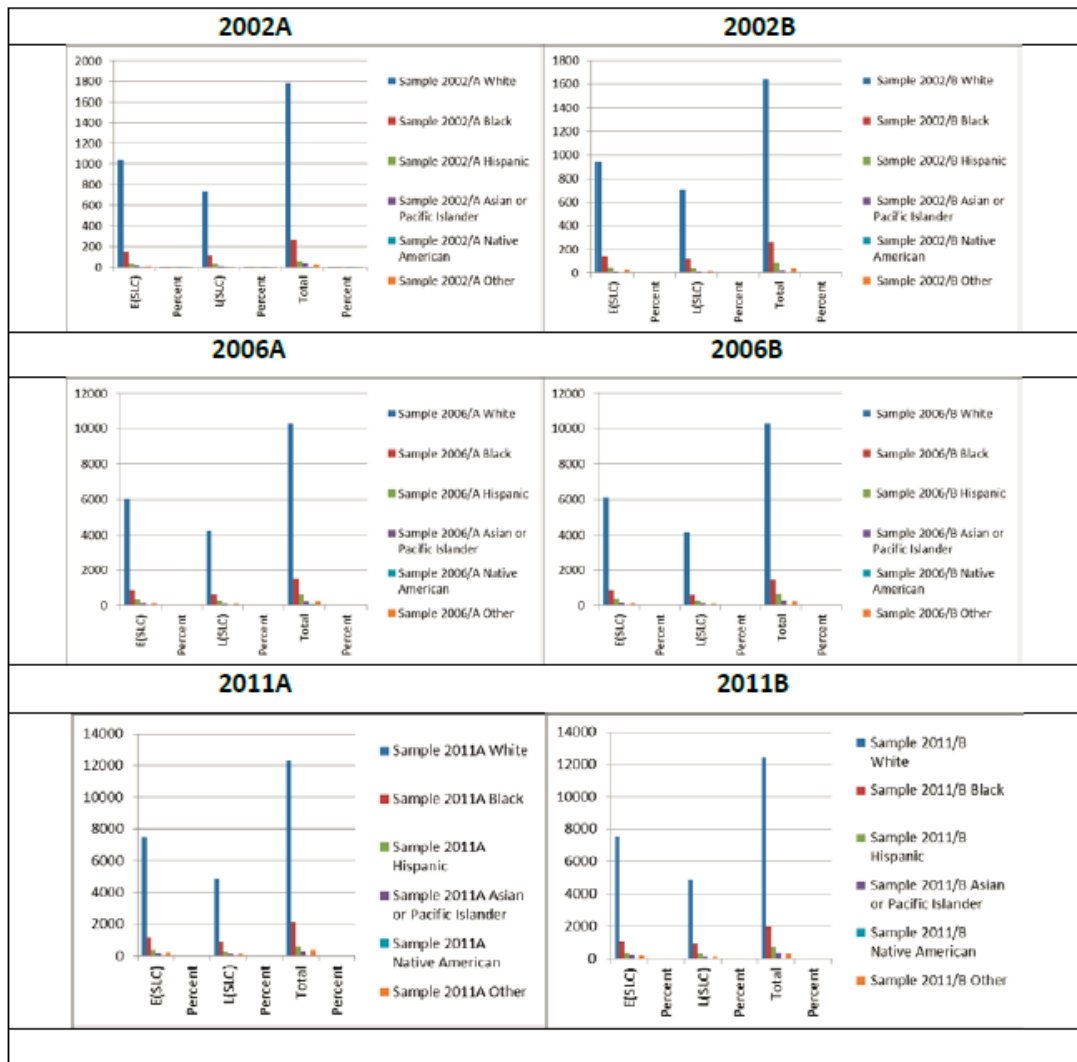 2002A
2002B
2000
1800
1600
1400
1200
1000
800
600
400
200
0
E(SLC)
Percent
L(SLC)
Percent
Total
Percent
Sample 2002/A White
Sample 2002/A Black
Sample 2002/A Hispanic
Sample 2002/A Asian or
Pacific Islander
Sample 2002/A Native
American
Sample 2002/A Other
1800
1600
1400
1200
1000
800
600
400
200
0
E(SLC)
Percent
L(SLC)
Percent
Total
Percent
Sample 2002/B White
Sample 2002/B Black
Sample 2002/B Hispanic
Sample 2002/B Asian or
Pacific Islander
Sample 2002/B Native
American
Sample 2002/B Other
2006A
2006B
12000
10000
8000
6000
4000
2000
0
E(SLC)
Percent
L(SLC)
Percent
Total
Percent
Sample 2006/A White
Sample 2006/A Black
Sample 2006/A Hispanic
Sample 2006/A Asian or
Pacific Islander
Sample 2006/A Native
American
Sample 2006/A Other
12000
10000
8000
6000
4000
2000
0
E(SLC)
Percent
L(SLC)
Percent
Total
Percent
Sample 2006/B White
Sample 2006/B Black
Sample 2006/B Hispanic
Sample 2006/B Asian or
Pacific Islander
Sample 2006/B Native
American
Sample 2006/B Other
2011A
2011B
14000
12000
10000
8000
6000
4000
2000
0
E(SLC)
Percent
L(SLC)
Percent
Total
Percent
Sample 2011A White
Sample 2011A Black
Sample 2011A
Hispanic
Sample 2011A Asian
or Pacific Islander
Sample 2011A
Native American
Sample 2011A Other
14000
12000
10000
8000
6000
4000
2000
0
E(SLC)
Percent
L(SLC)
Percent
Total
Percent
Sample 2011/B
White
Sample 2011/B Black
Sample 2011/B
Hispanic
Sample 2011/B Asian
or Pacific Islander
Sample 2011/B
Native American
Sample 2011/B Other